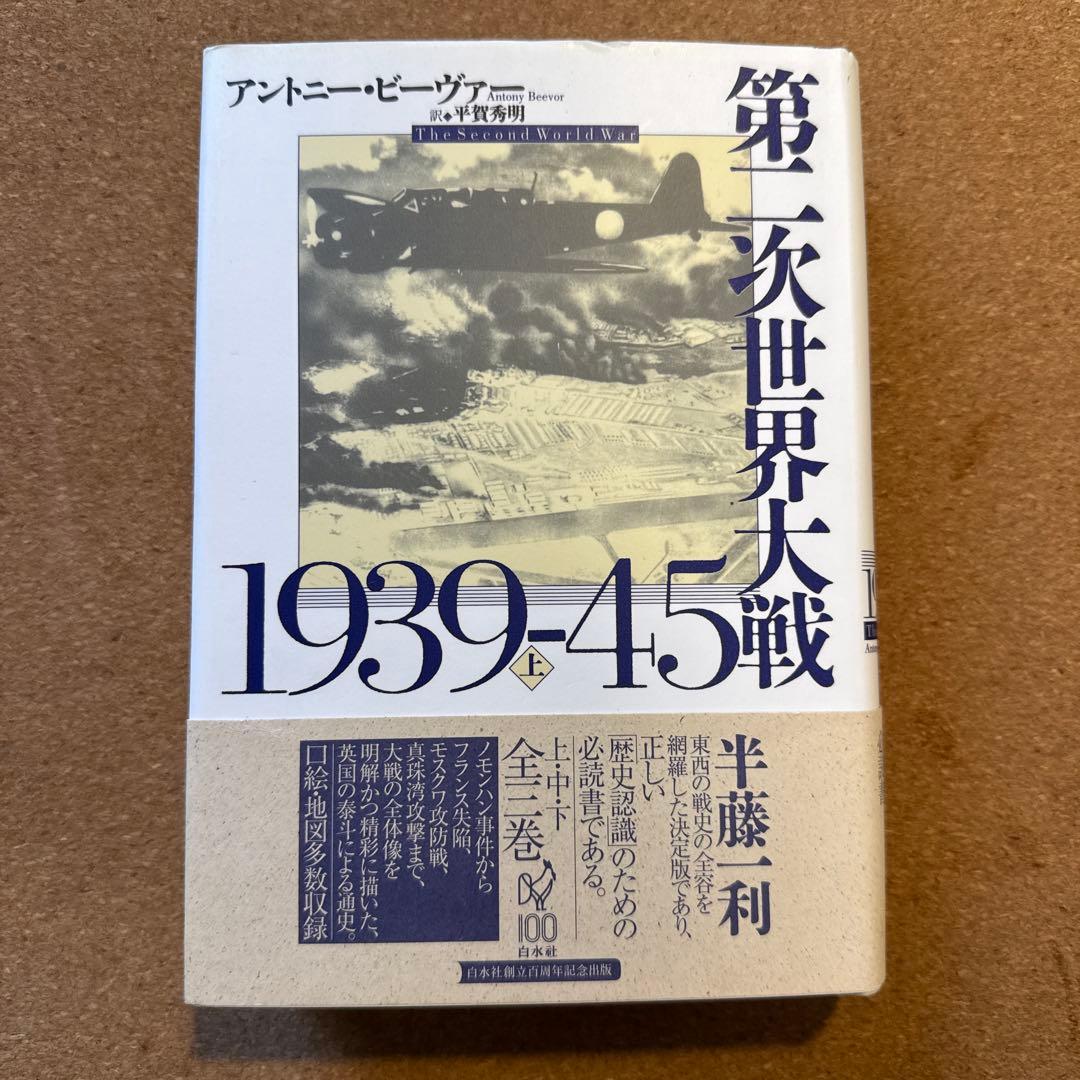 アントニー・ビーヴァー
Antony Beevor
訳◆平賀秀明
The Second World War
第二次世界大戦
1939-45
上
半藤一利
東西の戦史の全容を
網羅した決定版であり、
正しい
「歴史認識」のための
必読書である。
上・中・下
全三巻
100
白水社
ノモンハン事件から
フランス失陥、
モスクワ攻防戦、
真珠湾攻撃まで、
大戦の全体像を
明解かつ精彩に描いた、
英国の泰斗による通史。
口絵・地図多数収録
白水社創立百周年記念出版